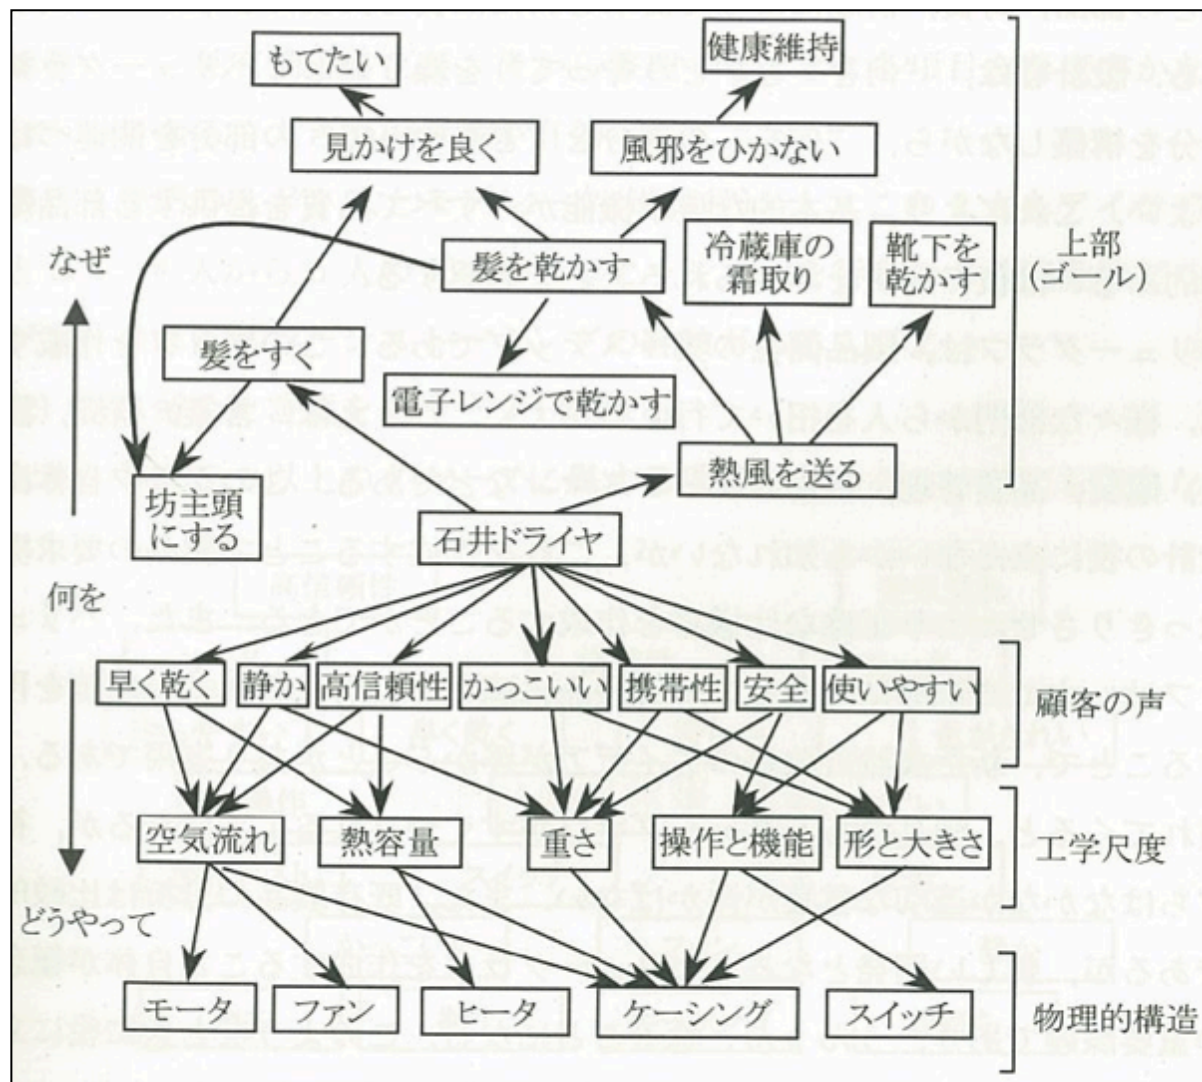 もてたい
健康維持
見かけを良く
風邪をひかない
なぜ
髪を乾かす
冷蔵庫の
霜取り
靴下を
乾かす
上部
(ゴール)
髪をすく
電子レンジで乾かす
熱風を送る
坊主頭
にする
石井ドライヤ
何を
早く乾く
静か
高信頼性
かっこいい
携帯性
安全
使いやすい
顧客の声
空気流れ
熱容量
重さ
操作と機能
形と大きさ
工学尺度
どうやって
モータ
ファン
ヒータ
ケーシング
スイッチ
物理的構造